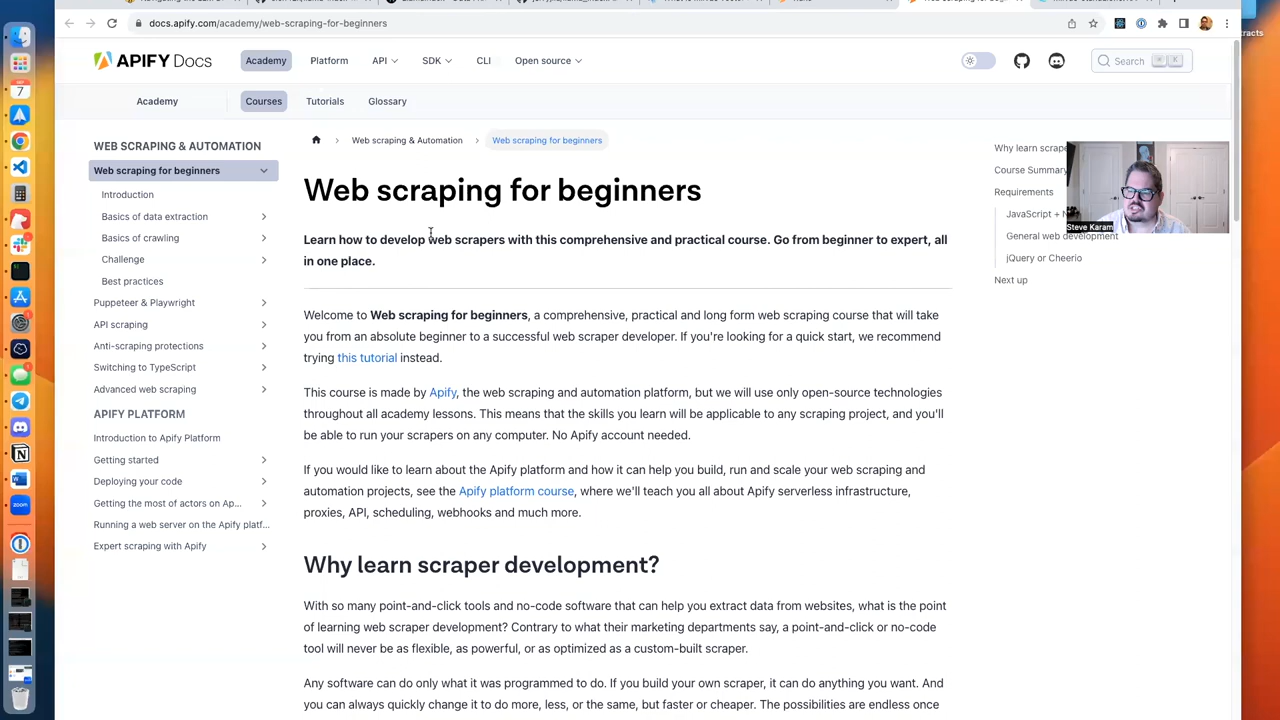 docs.apify.com/academy/web-scraping-for-beginners
APIFY DOCS
Academy
Platform
API
SDK
CLI
Open source
Search
K
Academy
Courses
Tutorials
Glossary
WEB SCRAPING & AUTOMATION
Web scraping for beginners
Introduction
Basics of data extraction
Basics of crawling
Challenge
Best practices
Puppeteer & Playwright
API scraping
Anti-scraping protections
Switching to TypeScript
Advanced web scraping
APIFY PLATFORM
Introduction to Apify Platform
Getting started
Deploying your code
Getting the most of actors on Ap...
Running a web server on the Apify platf...
Expert scraping with Apify
Web scraping & Automation
Web scraping for beginners
Web scraping for beginners
Learn how to develop web scrapers with this comprehensive and practical course. Go from beginner to expert, all
in one place.
Welcome to Web scraping for beginners, a comprehensive, practical and long form web scraping course that will take
you from an absolute beginner to a successful web scraper developer. If you're looking for a quick start, we recommend
trying this tutorial instead.
This course is made by Apify, the web scraping and automation platform, but we will use only open-source technologies
throughout all academy lessons. This means that the skills you learn will be applicable to any scraping project, and you'll
be able to run your scrapers on any computer. No Apify account needed.
If you would like to learn about the Apify platform and how it can help you build, run and scale your web scraping and
automation projects, see the Apify platform course, where we'll teach you all about Apify serverless infrastructure,
proxies, API, scheduling, webhooks and much more.
Why learn scraper development?
With so many point-and-click tools and no-code software that can help you extract data from websites, what is the point
of learning web scraper development? Contrary to what their marketing departments say, a point-and-click or no-code
tool will never be as flexible, as powerful, or as optimized as a custom-built scraper.
Any software can do only what it was programmed to do. If you build your own scraper, it can do anything you want. And
you can always quickly change it to do more, less, or the same, but faster or cheaper. The possibilities are endless once
Why learn scrape
Course Summary
Requirements
JavaScript +
General web development
jQuery or Cheerio
Next up
Steve Karam
7
racts